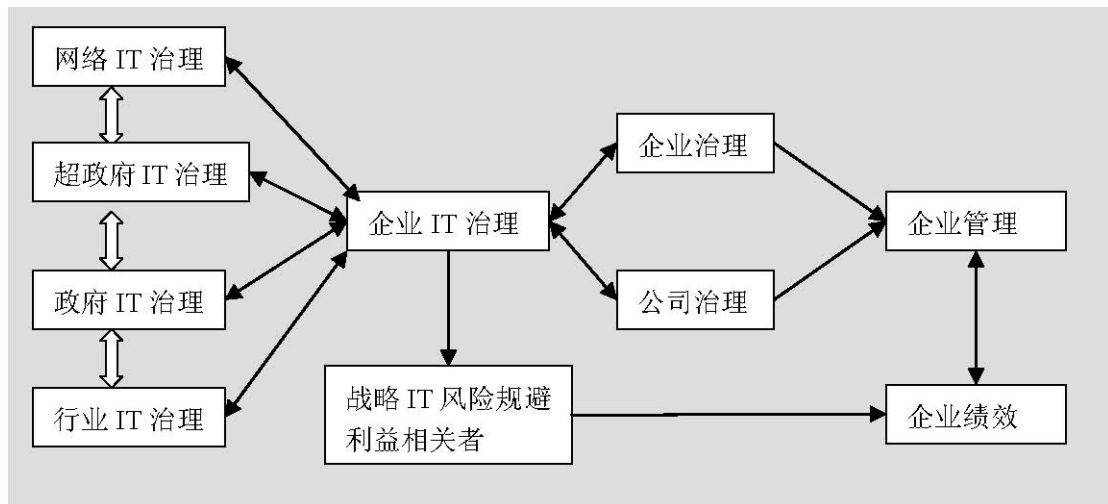 网络 IT 治理
超政府 IT 治理
政府 IT 治理
行业 IT 治理
企业 IT 治理
战略 IT 风险规避
利益相关者
企业治理
公司治理
企业管理
企业绩效